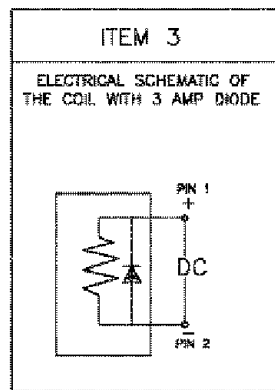 ITEM 3
ELECTRICAL SCHEMATIC OF
THE COIL WITH 3 AMP DIODE
PIN 1
+
DC
-
PIN 2